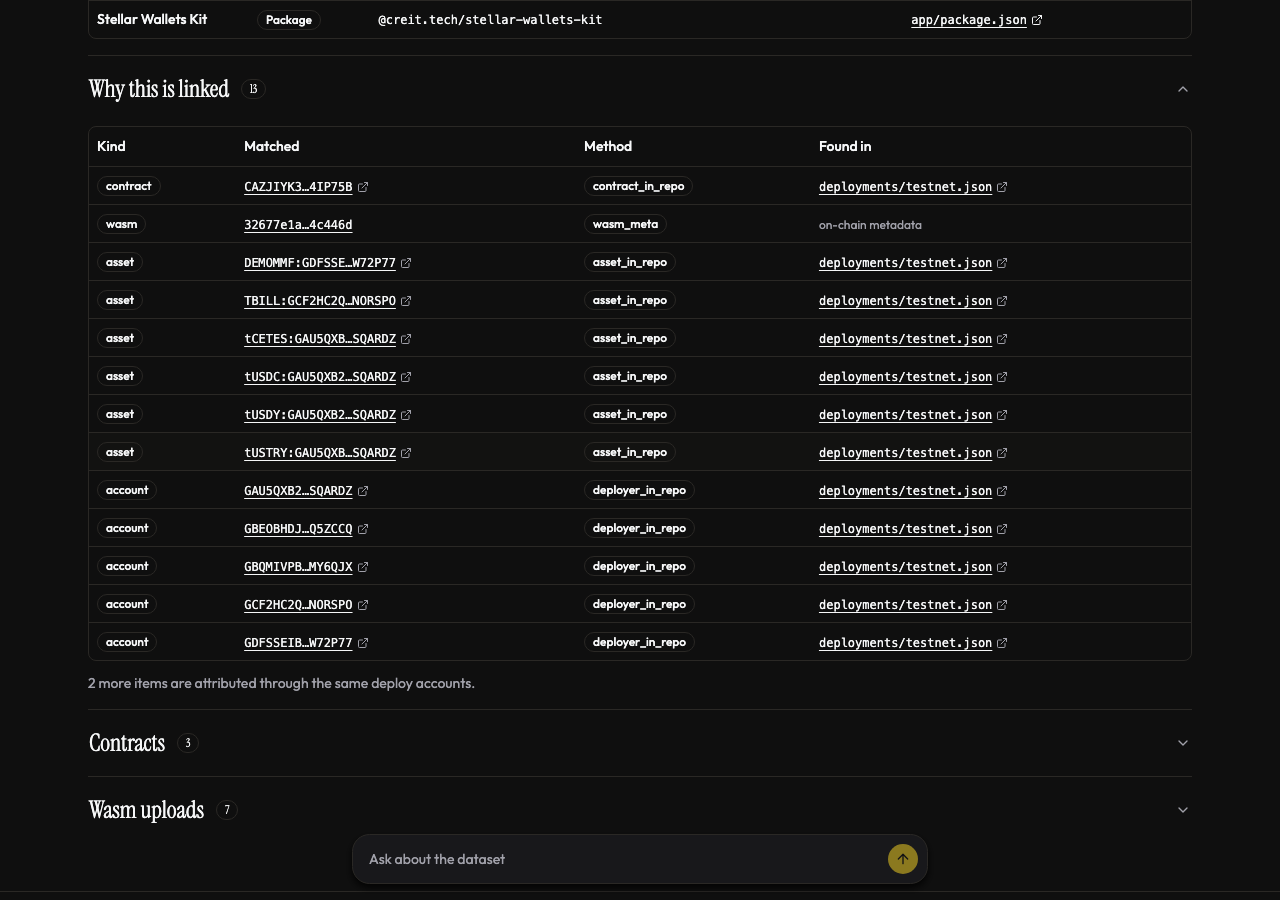 Stellar Wallets Kit Package @creit.tech/stellar-wallets-kit app/package.json
Why this is linked 13
Kind Matched Method Found in
contract CAZJIYK3…4IP75B contract_in_repo deployments/testnet.json
wasm 32677e1a…4c446d wasm_meta on-chain metadata
asset DEMOMMF:GDFSSE…W72P77 asset_in_repo deployments/testnet.json
asset TBILL:GCF2HC2Q…NORSPO asset_in_repo deployments/testnet.json
asset tCETES:GAU5QXB…SQARDZ asset_in_repo deployments/testnet.json
asset tUSDC:GAU5QXB2…SQARDZ asset_in_repo deployments/testnet.json
asset tUSDY:GAU5QXB2…SQARDZ asset_in_repo deployments/testnet.json
asset tUSTRY:GAU5QXB…SQARDZ asset_in_repo deployments/testnet.json
account GAU5QXB2…SQARDZ deployer_in_repo deployments/testnet.json
account GBEOBHDJ…Q5ZCCQ deployer_in_repo deployments/testnet.json
account GBQMIVPB…MY6QJX deployer_in_repo deployments/testnet.json
account GCF2HC2Q…NORSPO deployer_in_repo deployments/testnet.json
account GDFSSEIB…W72P77 deployer_in_repo deployments/testnet.json
2 more items are attributed through the same deploy accounts.
Contracts 3
Wasm uploads 7
Ask about the dataset